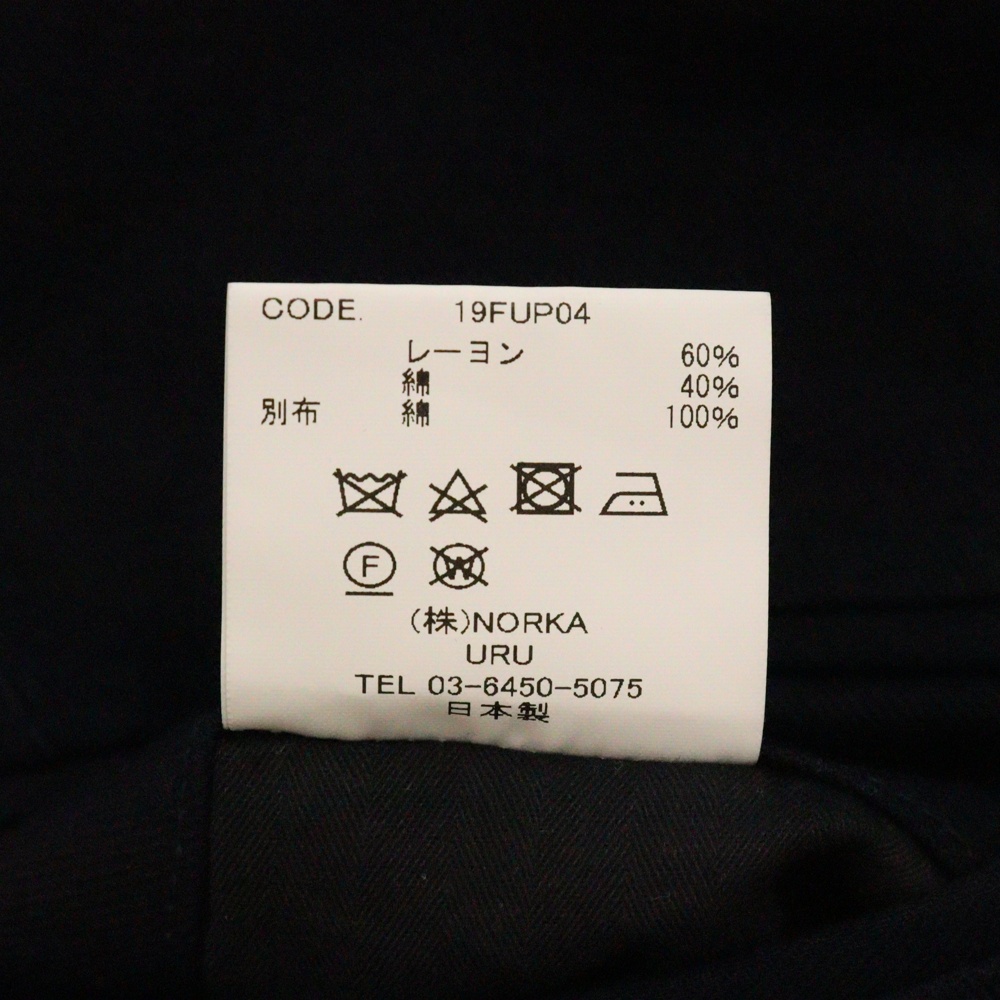 CODE. 19FUP04
レーヨン 60%
綿 40%
別布 綿 100%
F W
(株)NORKA
URU
TEL 03-6450-5075
日本製